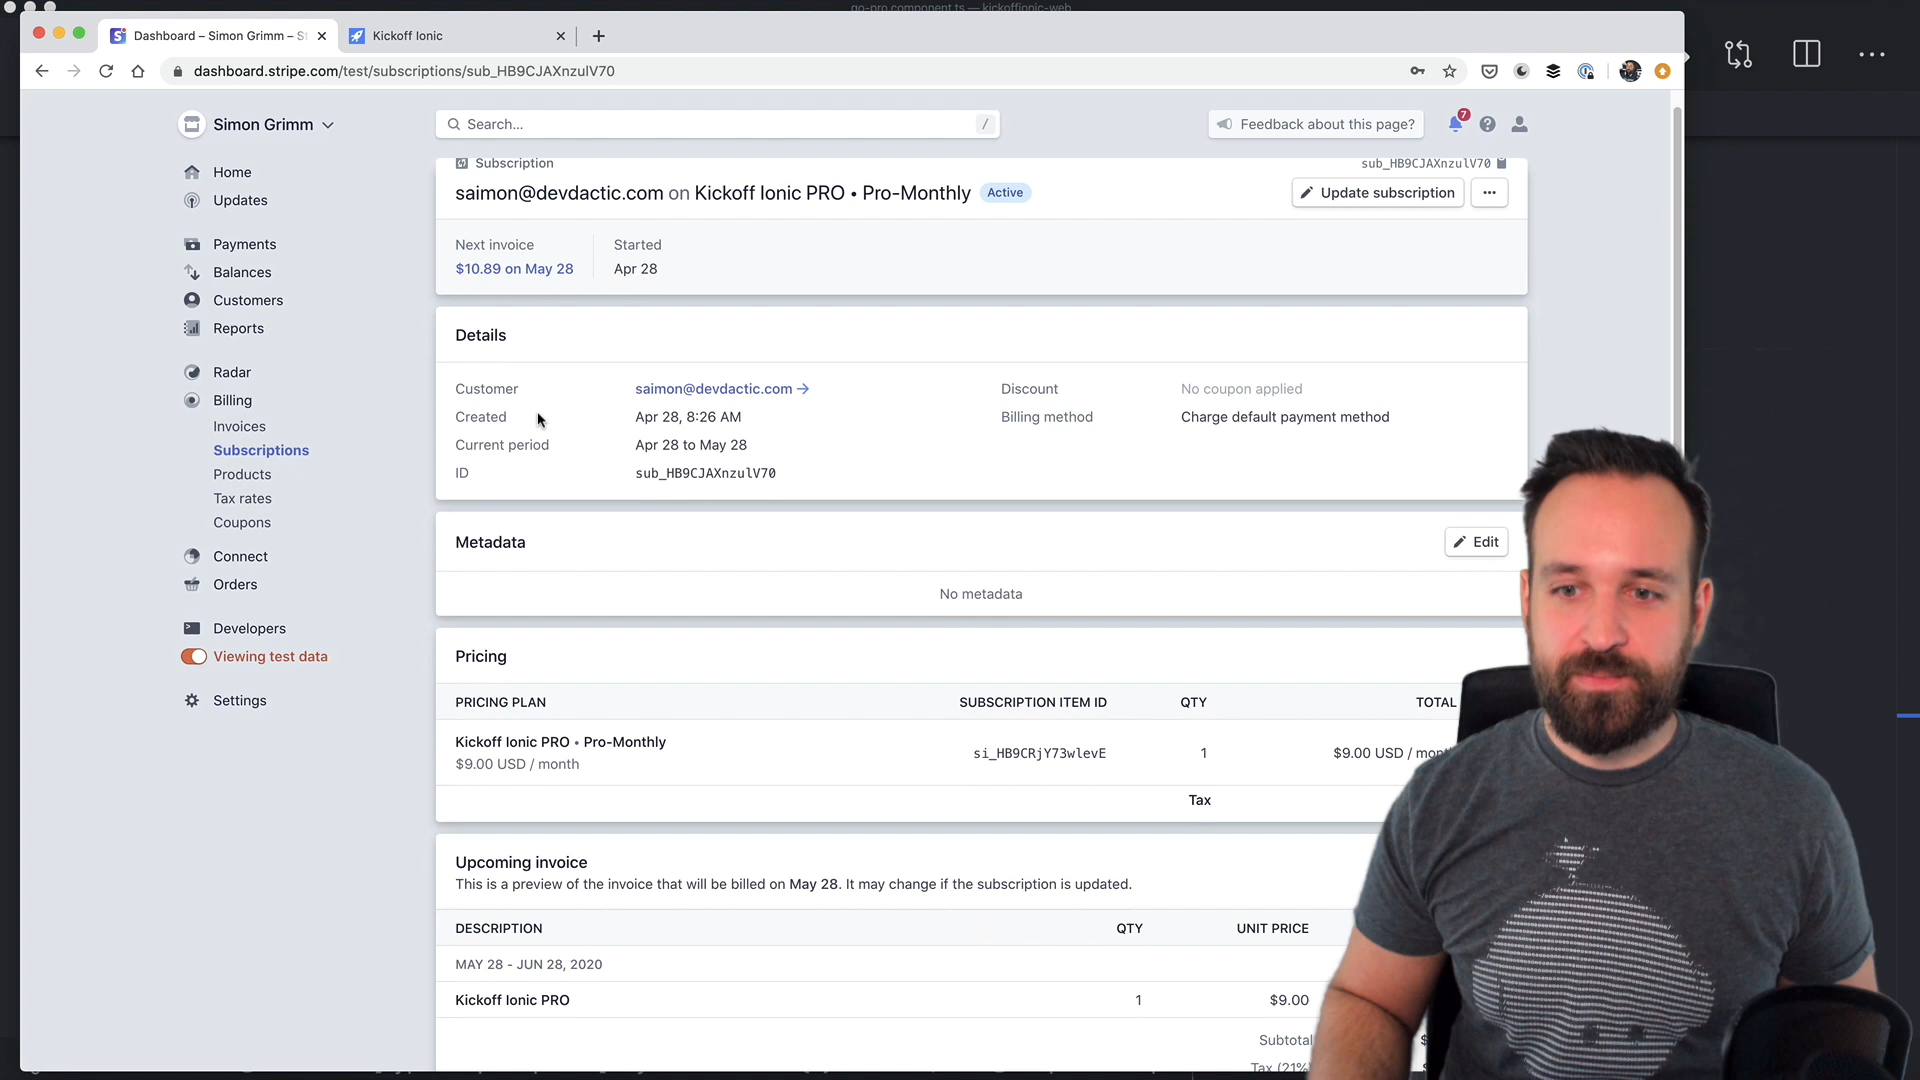 go-pro.component.ts — kickoffionic-web
Dashboard – Simon Grimm – St
Kickoff Ionic
dashboard.stripe.com/test/subscriptions/sub_HB9CJAXnzulV70
Simon Grimm
Search...
/
Feedback about this page?
7
Home
Updates
Payments
Balances
Customers
Reports
Radar
Billing
Invoices
Subscriptions
Products
Tax rates
Coupons
Connect
Orders
Developers
Viewing test data
Settings
Subscription
sub_HB9CJAXnzulV70
saimon@devdactic.com on Kickoff Ionic PRO • Pro-Monthly Active
Update subscription
Next invoice
$10.89 on May 28
Started
Apr 28
Details
Customer saimon@devdactic.com →
Created Apr 28, 8:26 AM
Current period Apr 28 to May 28
ID sub_HB9CJAXnzulV70
Discount No coupon applied
Billing method Charge default payment method
Metadata
Edit
No metadata
Pricing
PRICING PLAN SUBSCRIPTION ITEM ID QTY TOTAL
Kickoff Ionic PRO • Pro-Monthly
$9.00 USD / month
si_HB9CRjY73wlevE 1 $9.00 USD / month
Tax
Upcoming invoice
This is a preview of the invoice that will be billed on May 28. It may change if the subscription is updated.
DESCRIPTION QTY UNIT PRICE
MAY 28 - JUN 28, 2020
Kickoff Ionic PRO 1 $9.00
Subtotal
Tax (21%